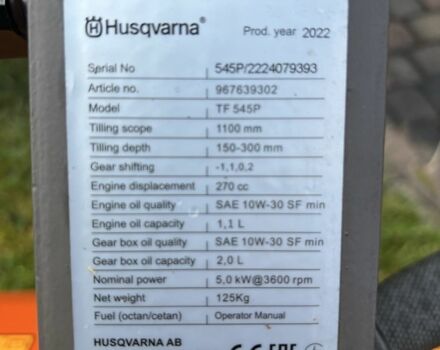 Husqvarna® Prod. year 2022
Serial No 545P/2224079393
Article no. 967639302
Model TF 545P
Tilling scope 1100 mm
Tilling depth 150-300 mm
Gear shifting -1,1,0,2
Engine displacement 270 cc
Engine oil quality SAE 10W-30 SF min
Engine oil capacity 1,1 L
Gear box oil quality SAE 10W-30 SF min
Gear box oil capacity 2,0 L
Nominal power 5,0 kW@3600 rpm
Net weight 125Kg
Fuel (octan/cetan) Operator Manual
HUSQVARNA AB